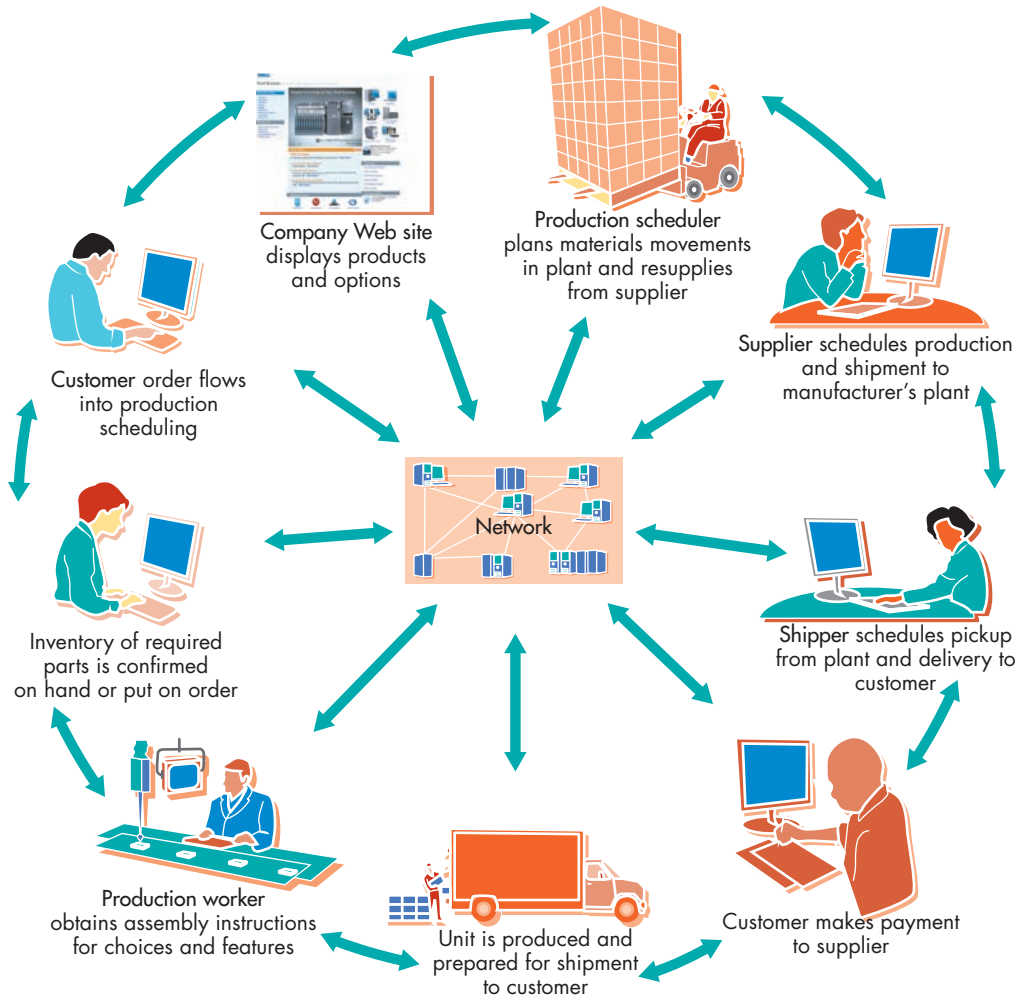 Company Web site
displays products
and options
Production scheduler
plans materials movements
in plant and resupplies
from supplier
Supplier schedules production
and shipment to
manufacturer's plant
Customer order flows
into production
scheduling
Network
Inventory of required
parts is confirmed
on hand or put on order
Shipper schedules pickup
from plant and delivery to
customer
Production worker
obtains assembly instructions
for choices and features
Unit is produced and
prepared for shipment
to customer
Customer makes payment
to supplier